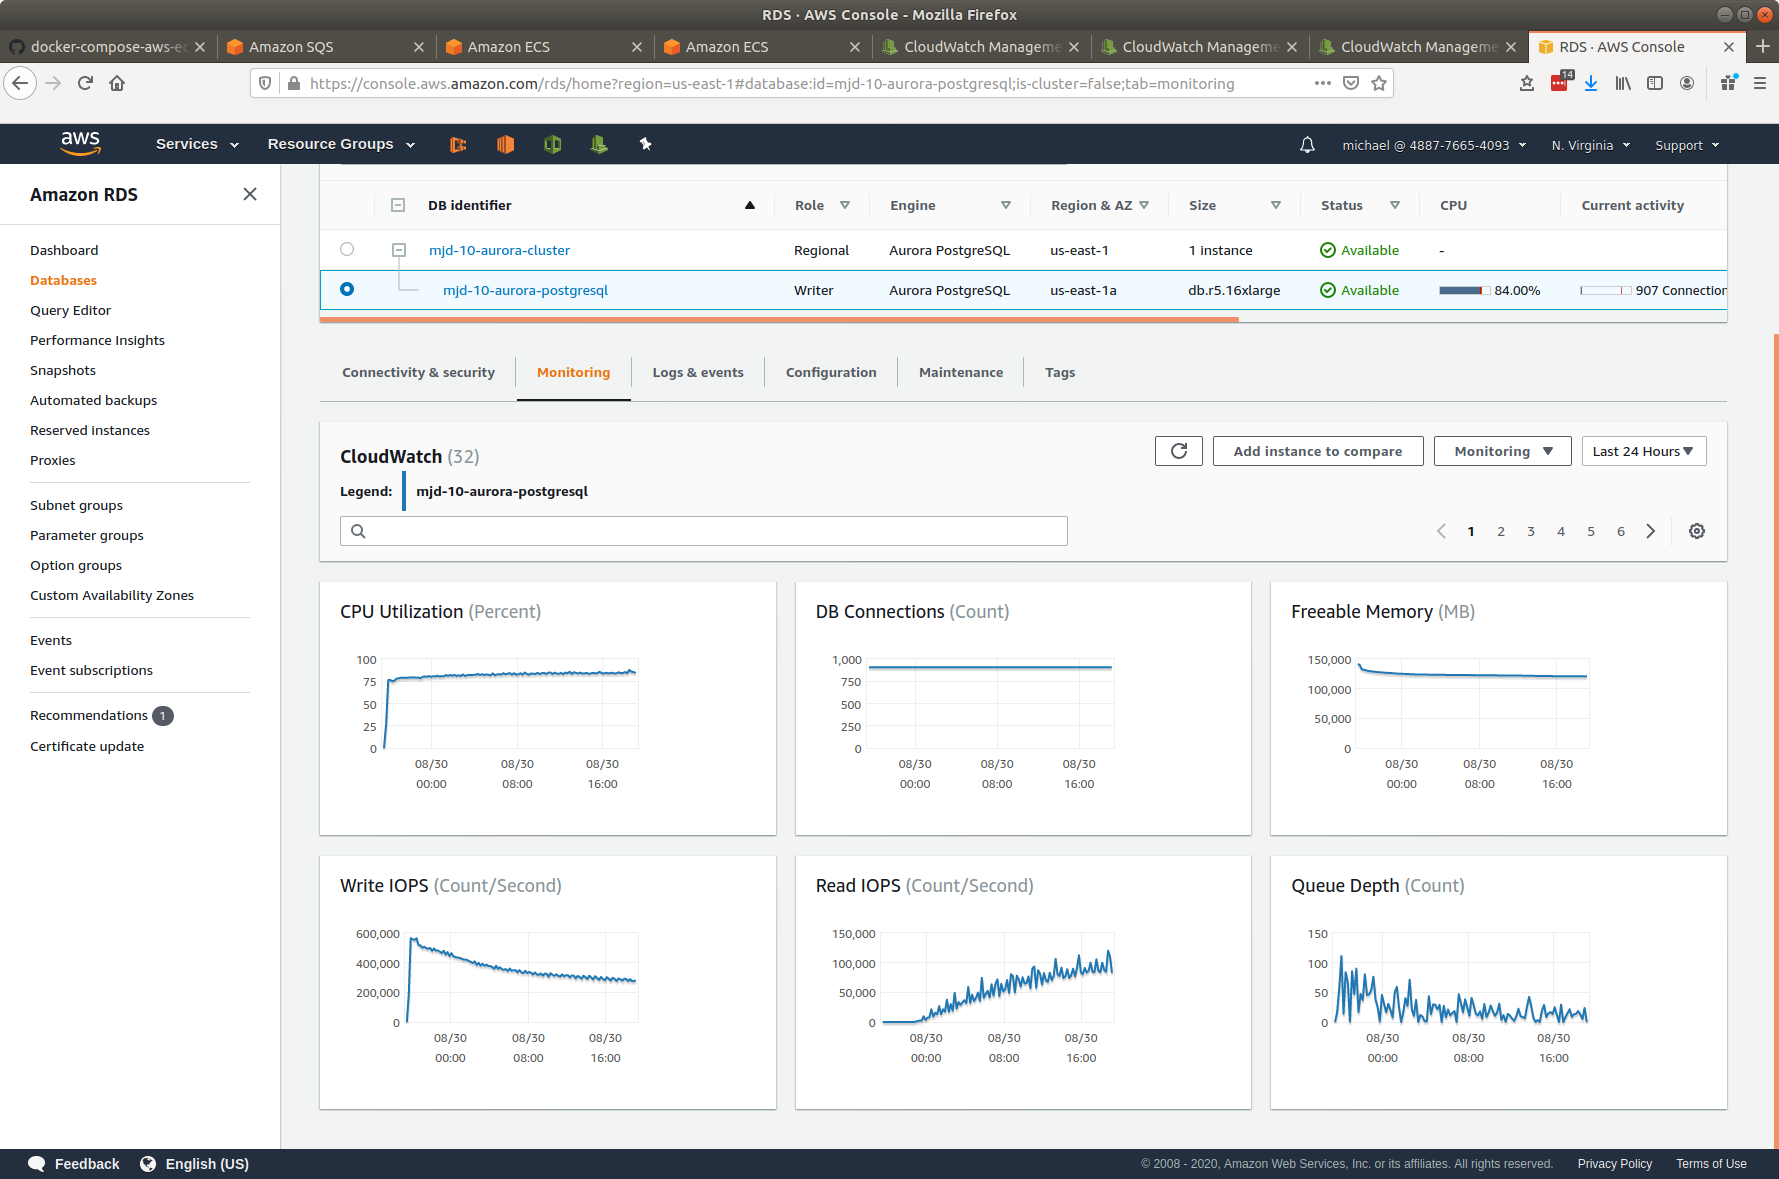 RDS · AWS Console - Mozilla Firefox
docker-compose-aws-ec
Amazon SQS
Amazon ECS
Amazon ECS
CloudWatch Manageme
CloudWatch Manageme
CloudWatch Manageme
RDS · AWS Console
https://console.aws.amazon.com/rds/home?region=us-east-1#database:id=mjd-10-aurora-postgresql;is-cluster=false;tab=monitoring
14
aws Services Resource Groups michael @ 4887-7665-4093 N. Virginia Support
Amazon RDS
Dashboard
Databases
Query Editor
Performance Insights
Snapshots
Automated backups
Reserved instances
Proxies
Subnet groups
Parameter groups
Option groups
Custom Availability Zones
Events
Event subscriptions
Recommendations 1
Certificate update
DB identifier Role Engine Region & AZ Size Status CPU Current activity
mjd-10-aurora-cluster Regional Aurora PostgreSQL us-east-1 1 instance Available -
mjd-10-aurora-postgresql Writer Aurora PostgreSQL us-east-1a db.r5.16xlarge Available 84.00% 907 Connection
Connectivity & security Monitoring Logs & events Configuration Maintenance Tags
CloudWatch (32)
Add instance to compare Monitoring Last 24 Hours
Legend: mjd-10-aurora-postgresql
1 2 3 4 5 6
CPU Utilization (Percent)
100
75
50
25
0
08/30 08/30 08/30
00:00 08:00 16:00
DB Connections (Count)
1,000
750
500
250
0
08/30 08/30 08/30
00:00 08:00 16:00
Freeable Memory (MB)
150,000
100,000
50,000
0
08/30 08/30 08/30
00:00 08:00 16:00
Write IOPS (Count/Second)
600,000
400,000
200,000
0
08/30 08/30 08/30
00:00 08:00 16:00
Read IOPS (Count/Second)
150,000
100,000
50,000
0
08/30 08/30 08/30
00:00 08:00 16:00
Queue Depth (Count)
150
100
50
0
08/30 08/30 08/30
00:00 08:00 16:00
Feedback English (US) © 2008 - 2020, Amazon Web Services, Inc. or its affiliates. All rights reserved. Privacy Policy Terms of Use